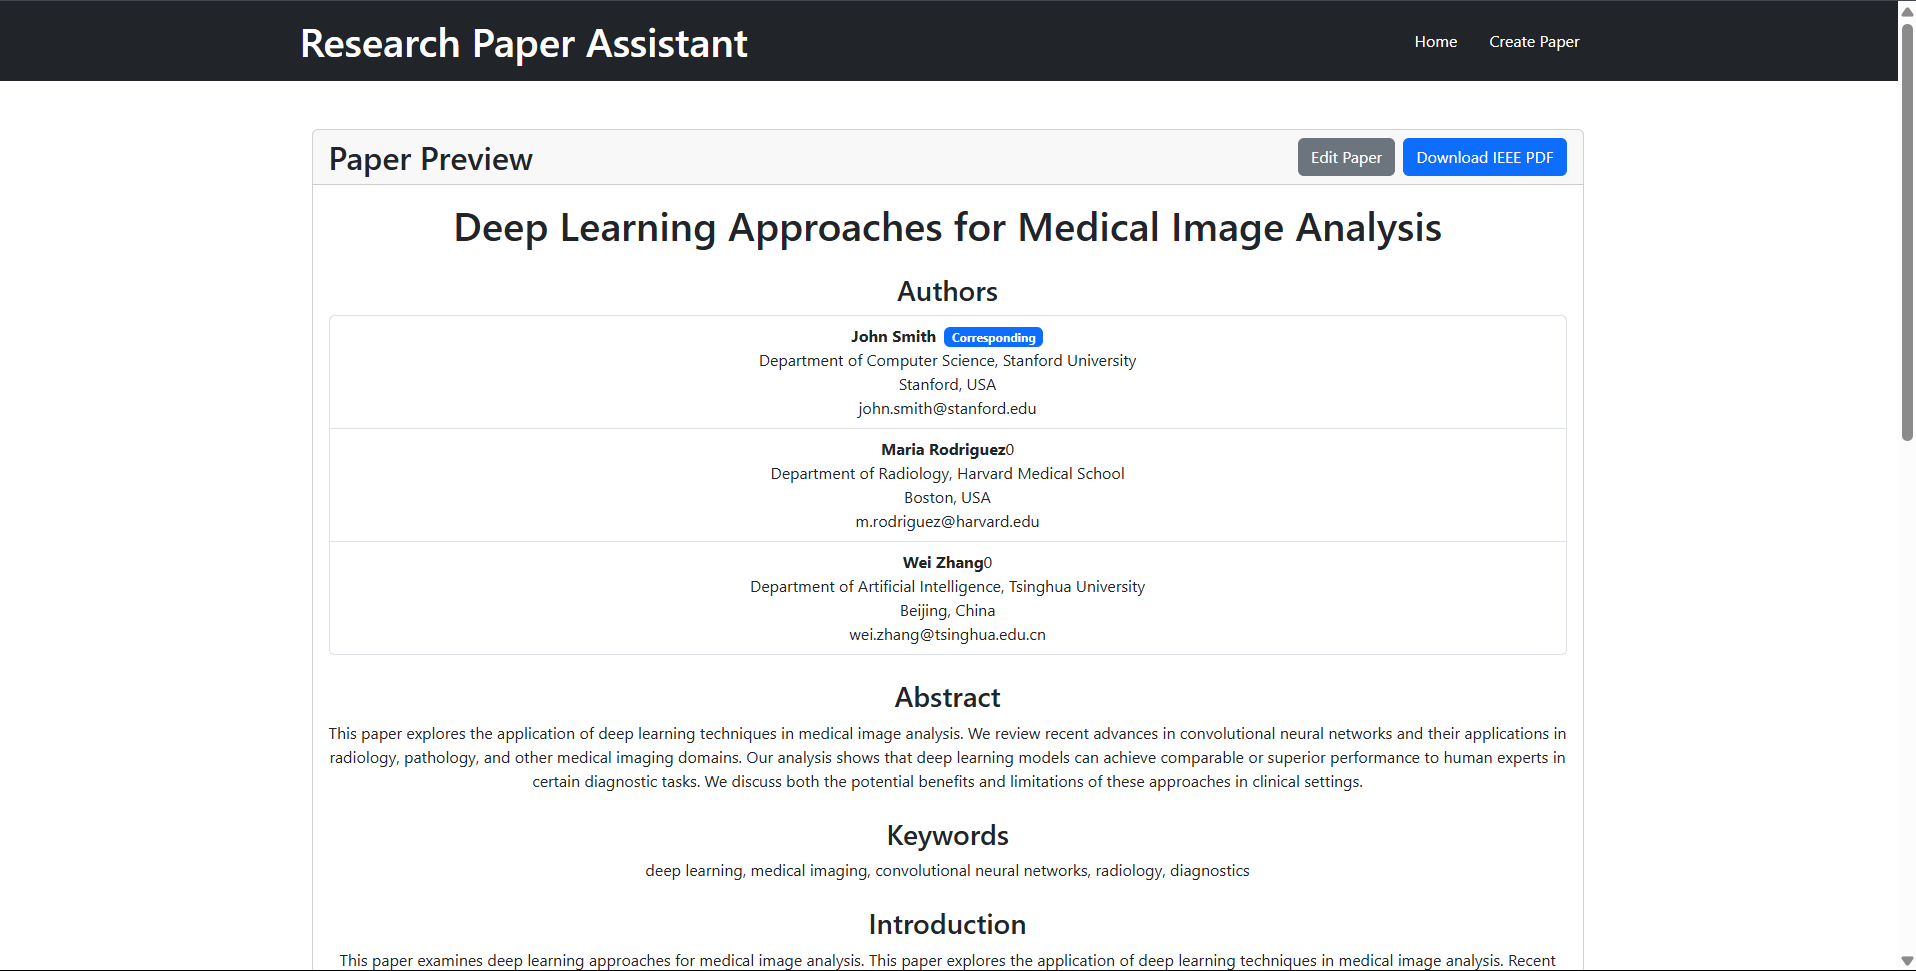 Research Paper Assistant
Home
Create Paper
Paper Preview
Edit Paper
Download IEEE PDF
Deep Learning Approaches for Medical Image Analysis
Authors
John Smith Corresponding
Department of Computer Science, Stanford University
Stanford, USA
john.smith@stanford.edu
Maria Rodriguez0
Department of Radiology, Harvard Medical School
Boston, USA
m.rodriguez@harvard.edu
Wei Zhang0
Department of Artificial Intelligence, Tsinghua University
Beijing, China
wei.zhang@tsinghua.edu.cn
Abstract
This paper explores the application of deep learning techniques in medical image analysis. We review recent advances in convolutional neural networks and their applications in
radiology, pathology, and other medical imaging domains. Our analysis shows that deep learning models can achieve comparable or superior performance to human experts in
certain diagnostic tasks. We discuss both the potential benefits and limitations of these approaches in clinical settings.
Keywords
deep learning, medical imaging, convolutional neural networks, radiology, diagnostics
Introduction
This paper examines deep learning approaches for medical image analysis. This paper explores the application of deep learning techniques in medical image analysis. Recent